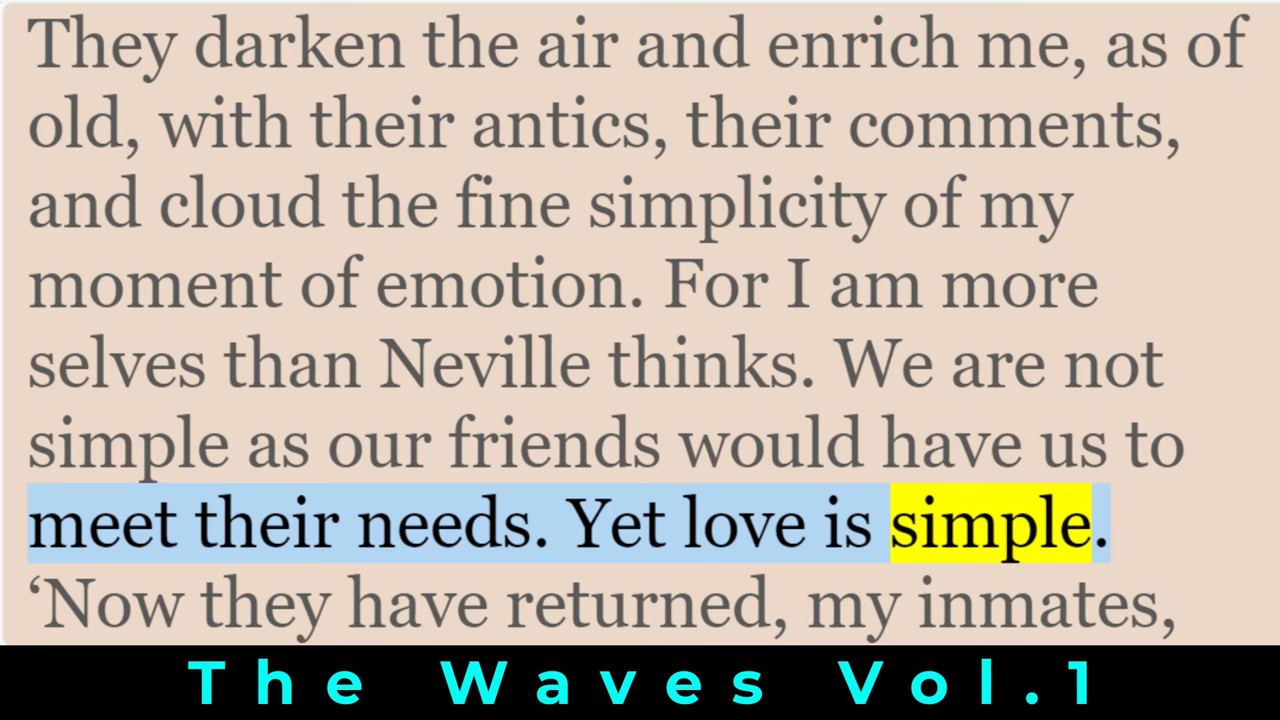 They darken the air and enrich me, as of
old, with their antics, their comments,
and cloud the fine simplicity of my
moment of emotion. For I am more
selves than Neville thinks. We are not
simple as our friends would have us to
meet their needs. Yet love is simple.
‘Now they have returned, my inmates,
The Waves Vol.1